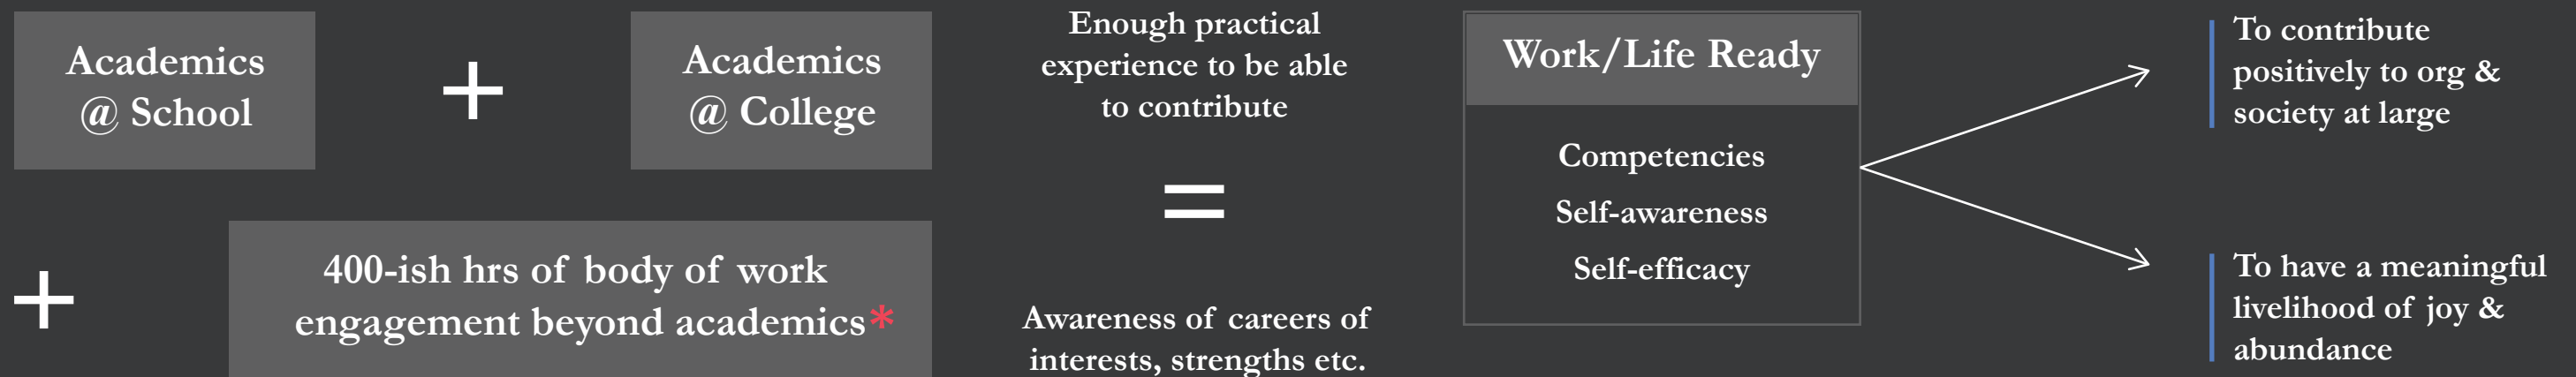 Academics
@ School
+
Academics
@ College
+
400-ish hrs of body of work
engagement beyond academics*
Enough practical
experience to be able
to contribute
=
Awareness of careers of
interests, strengths etc.
Work/Life Ready
Competencies
Self-awareness
Self-efficacy
To contribute
positively to org &
society at large
To have a meaningful
livelihood of joy &
abundance